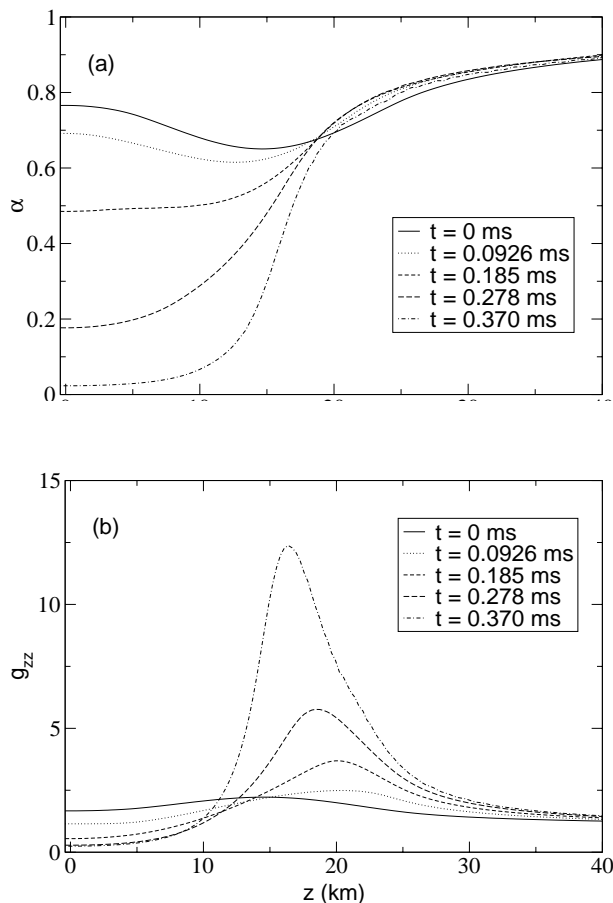 1
(a)
0.8
0.6
α
0.4
0.2
0
t = 0 ms
t = 0.0926 ms
t = 0.185 ms
t = 0.278 ms
t = 0.370 ms
15
(b)
10
g_zz
5
0
t = 0 ms
t = 0.0926 ms
t = 0.185 ms
t = 0.278 ms
t = 0.370 ms
0 10 20 30 40
z (km)